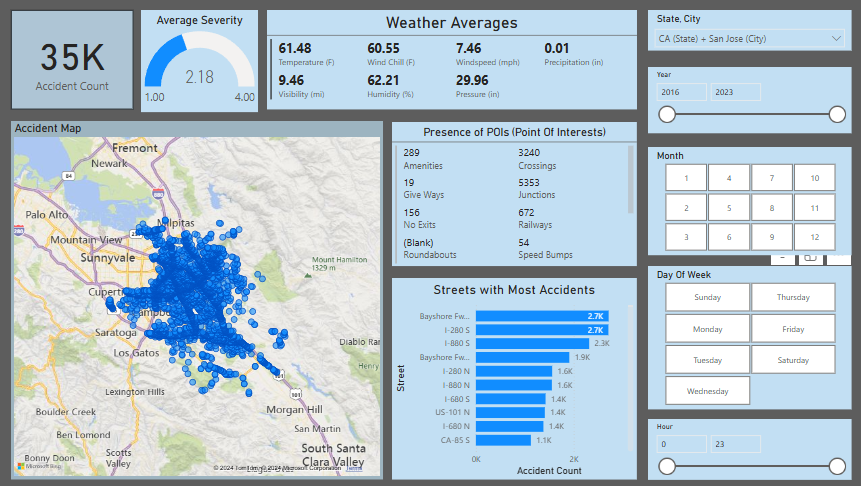 35K
Accident Count
Average Severity
2.18
1.00 4.00
Weather Averages
61.48 60.55 7.46 0.01
Temperature (F) Wind Chill (F) Windspeed (mph) Precipitation (in)
9.46 62.21 29.96
Visibility (mi) Humidity (%) Pressure (in)
State, City
CA (State) + San Jose (City)
Year
2016 2023
Month
1 4 7 10
2 5 8 11
3 6 9 12
Day Of Week
Sunday Thursday
Monday Friday
Tuesday Saturday
Wednesday
Hour
0 23
Accident Map
Fremont
Newark
84
Palo Alto
Milpitas
280
Mountain View
Sunnyvale
Mount Hamilton
1329 m
Cuperti
Campbe
Saratoga
Los Gatos
Diablo Ran
Henry
101
Lexington Hills
101
Morgan Hill
Boulder Creek
San Martin
Ben Lomond
Scotts
Valley
Bonny Doon
South Santa
Clara Valley
Microsoft Bing
© 2024 TomTom, © 2024 Microsoft Corporation
Presence of POIs (Point Of Interests)
289 3240
Amenities Crossings
19 5353
Give Ways Junctions
156 672
No Exits Railways
(Blank) 54
Roundabouts Speed Bumps
Streets with Most Accidents
Street
Bayshore Fw... 2.7K
I-280 S 2.7K
I-880 S 2.3K
Bayshore Fw... 1.9K
I-280 N 1.6K
I-880 N 1.6K
I-680 S 1.4K
US-101 N 1.4K
I-680 N 1.4K
CA-85 S 1.1K
0K 2K
Accident Count